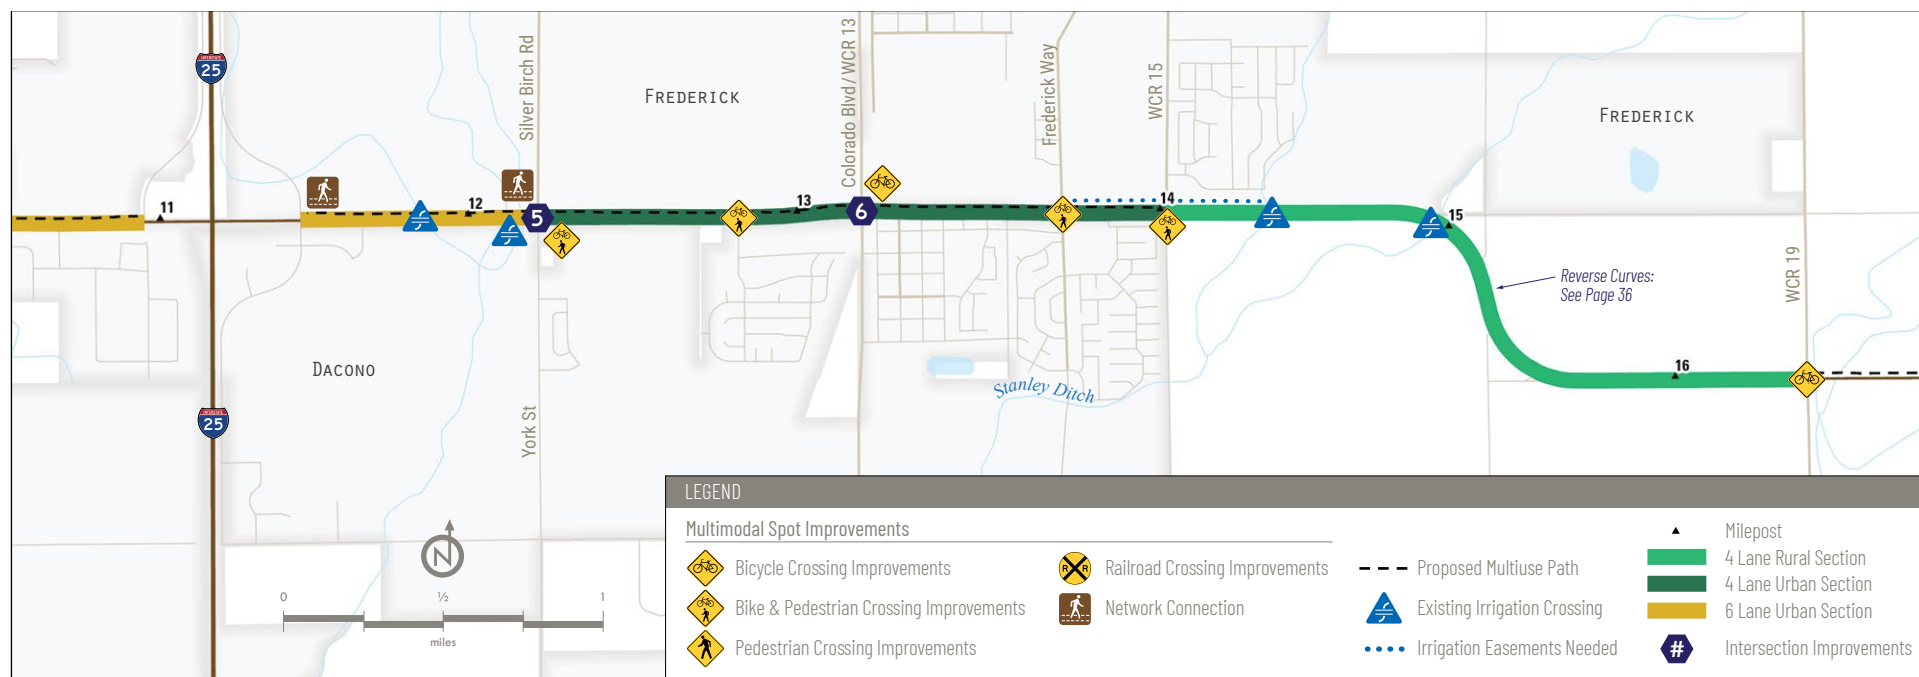 INTERSTATE
25
Silver Birch Rd
FREDERICK
Colorado Blvd / WCR 13
Frederick Way
WCR 15
FREDERICK
11
12
5
13
6
14
15
WCR 19
Reverse Curves:
See Page 36
16
DACONO
Stanley Ditch
INTERSTATE
25
York St
N
0
½
1
miles
LEGEND
Multimodal Spot Improvements
Bicycle Crossing Improvements
Bike & Pedestrian Crossing Improvements
Pedestrian Crossing Improvements
R R
Railroad Crossing Improvements
Network Connection
Proposed Multiuse Path
Existing Irrigation Crossing
Irrigation Easements Needed
Milepost
4 Lane Rural Section
4 Lane Urban Section
6 Lane Urban Section
# Intersection Improvements